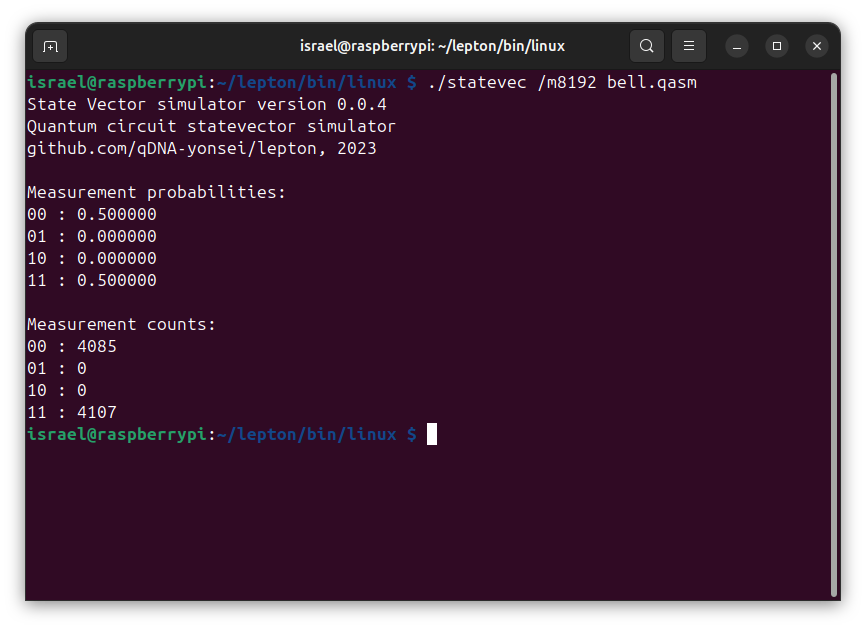 israel@raspberrypi: ~/lepton/bin/linux
israel@raspberrypi:~/lepton/bin/linux $ ./statevec /m8192 bell.qasm
State Vector simulator version 0.0.4
Quantum circuit statevector simulator
github.com/qDNA-yonsei/lepton, 2023
Measurement probabilities:
00 : 0.500000
01 : 0.000000
10 : 0.000000
11 : 0.500000
Measurement counts:
00 : 4085
01 : 0
10 : 0
11 : 4107
israel@raspberrypi:~/lepton/bin/linux $